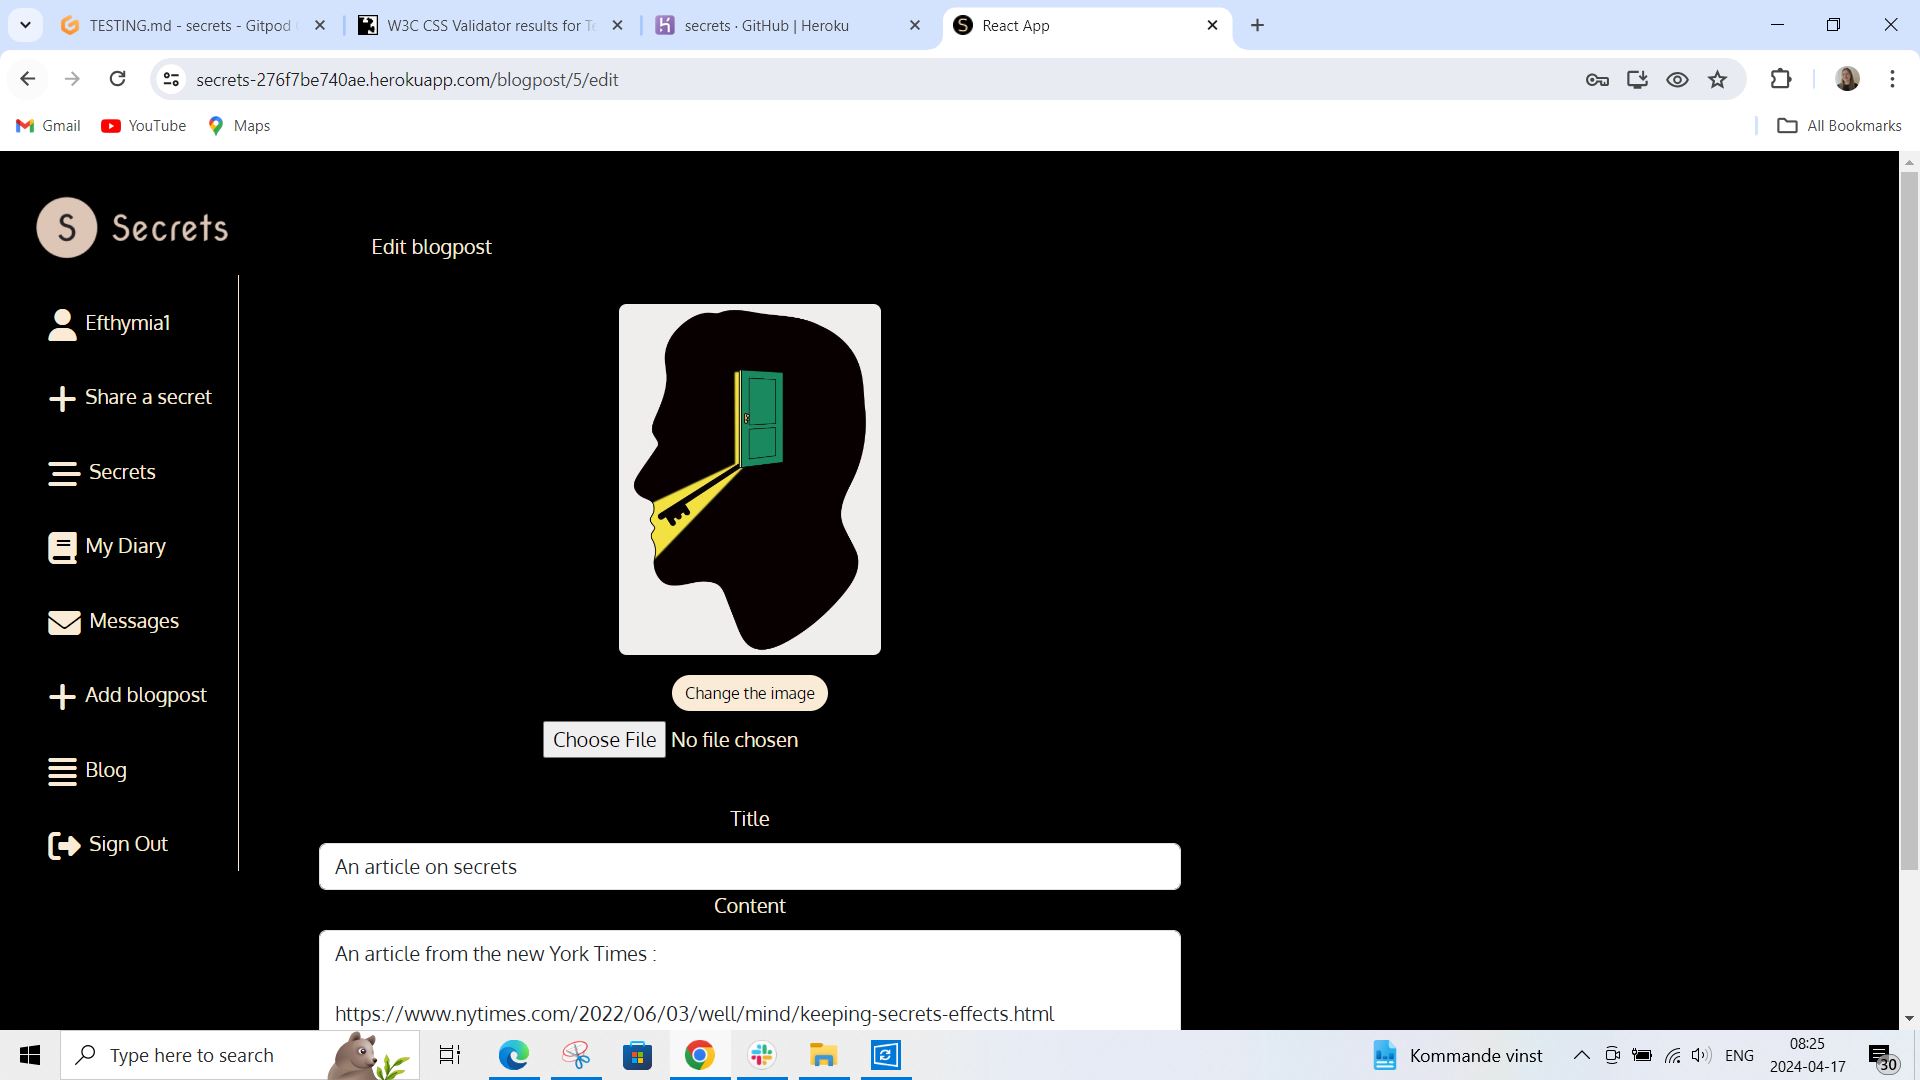 TESTING.md - secrets - Gitpod
W3C CSS Validator results for Te
secrets · GitHub | Heroku
S React App
secrets-276f7be740ae.herokuapp.com/blogpost/5/edit
Gmail
YouTube
Maps
All Bookmarks
S Secrets
Edit blogpost
Efthymia1
Share a secret
Secrets
My Diary
Messages
Add blogpost
Blog
Sign Out
Change the image
Choose File No file chosen
Title
An article on secrets
Content
An article from the new York Times :
https://www.nytimes.com/2022/06/03/well/mind/keeping-secrets-effects.html
Type here to search
Kommande vinst
ENG
08:25
2024-04-17
30